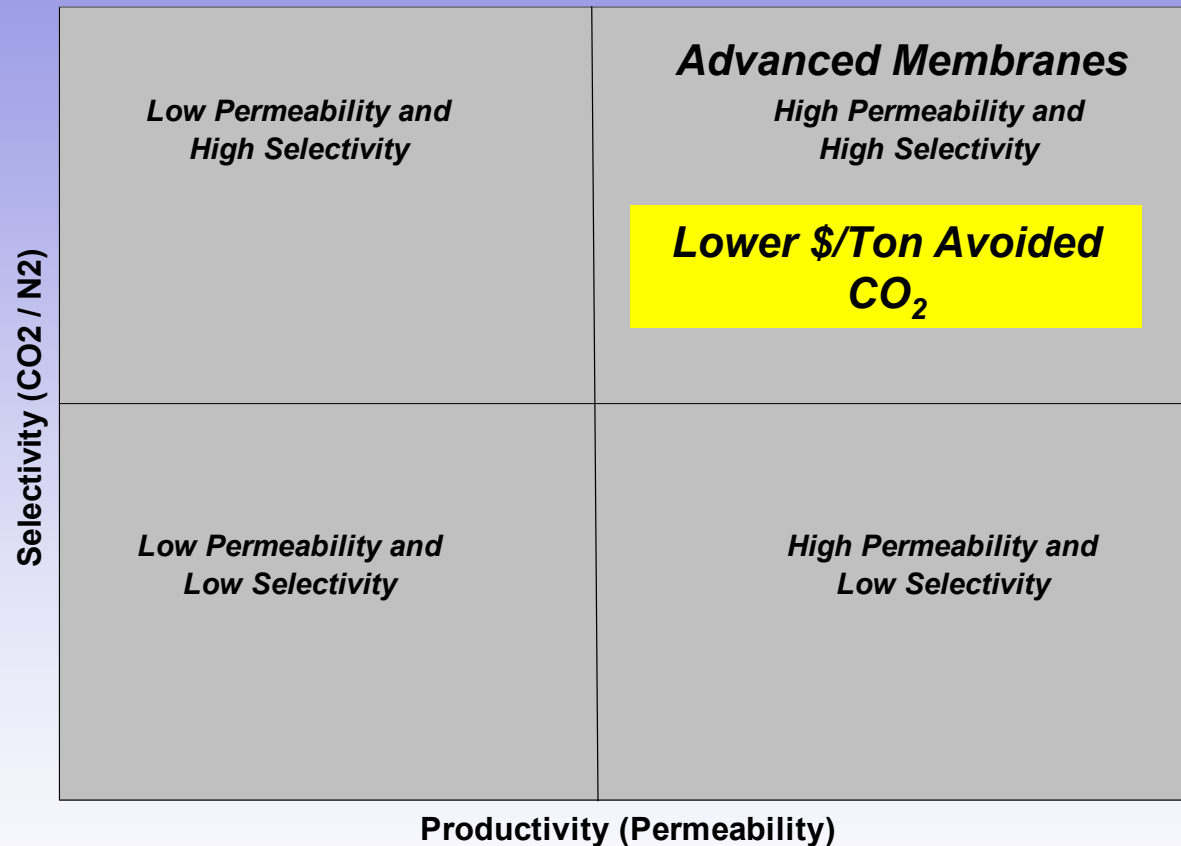 Advanced Membranes
Low Permeability and
High Selectivity
High Permeability and
High Selectivity
Lower $/Ton Avoided
CO₂
Selectivity (CO2 / N2)
Low Permeability and
Low Selectivity
High Permeability and
Low Selectivity
Productivity (Permeability)